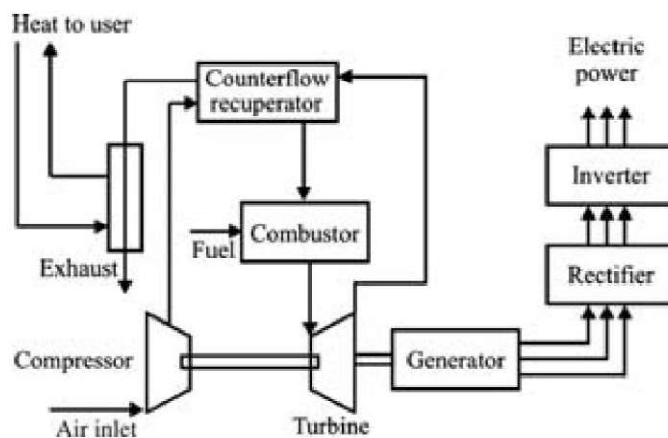 Heat to user
Counterflow
recuperator
Electric
power
Inverter
Combustor
Fuel
Exhaust
Rectifier
Compressor
Generator
Air inlet
Turbine